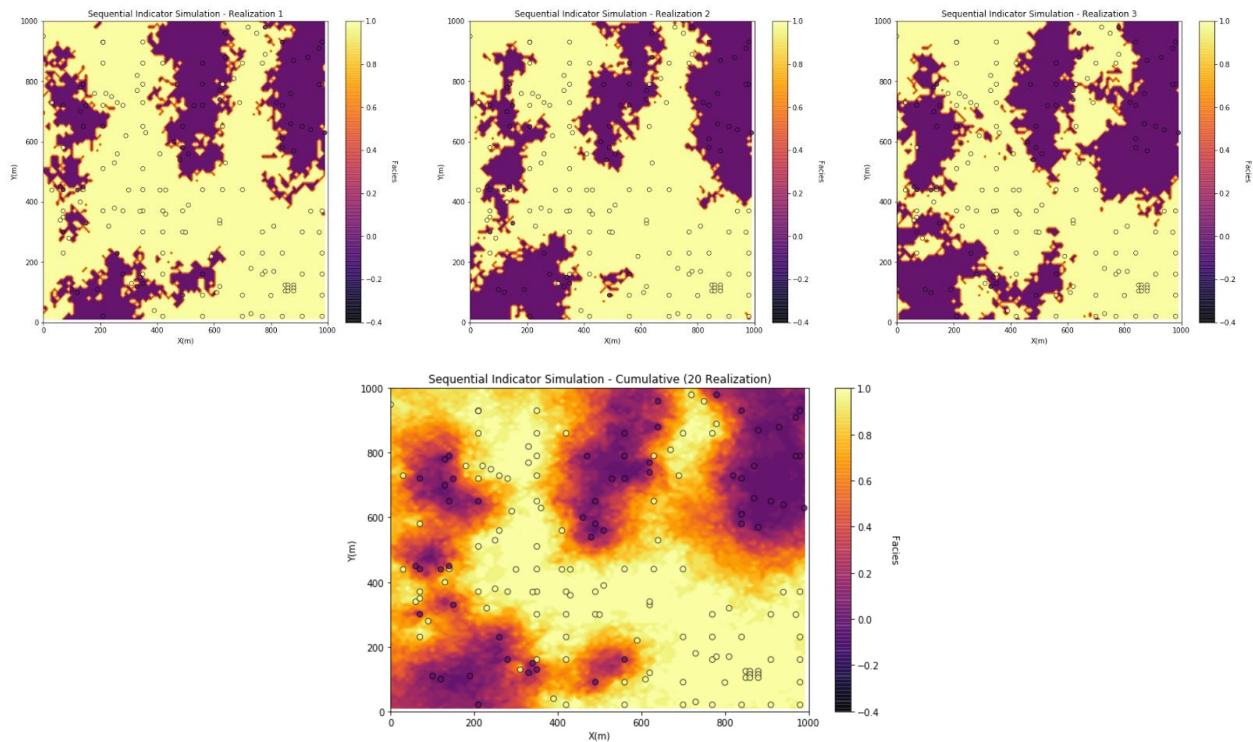 Sequential Indicator Simulation - Realization 1
1000
800
600
400
200
0
Y(m)
0 200 400 600 800 1000
X(m)
1.0
0.8
0.6
0.4
0.2
0.0
−0.2
−0.4
Facies
Sequential Indicator Simulation - Realization 2
1000
800
600
400
200
0
Y(m)
0 200 400 600 800 1000
X(m)
1.0
0.8
0.6
0.4
0.2
0.0
−0.2
−0.4
Facies
Sequential Indicator Simulation - Realization 3
1000
800
600
400
200
0
Y(m)
0 200 400 600 800 1000
X(m)
1.0
0.8
0.6
0.4
0.2
0.0
−0.2
−0.4
Facies
Sequential Indicator Simulation - Cumulative (20 Realization)
1000
800
600
400
200
0
Y(m)
0 200 400 600 800 1000
X(m)
1.0
0.8
0.6
0.4
0.2
0.0
−0.2
−0.4
Facies